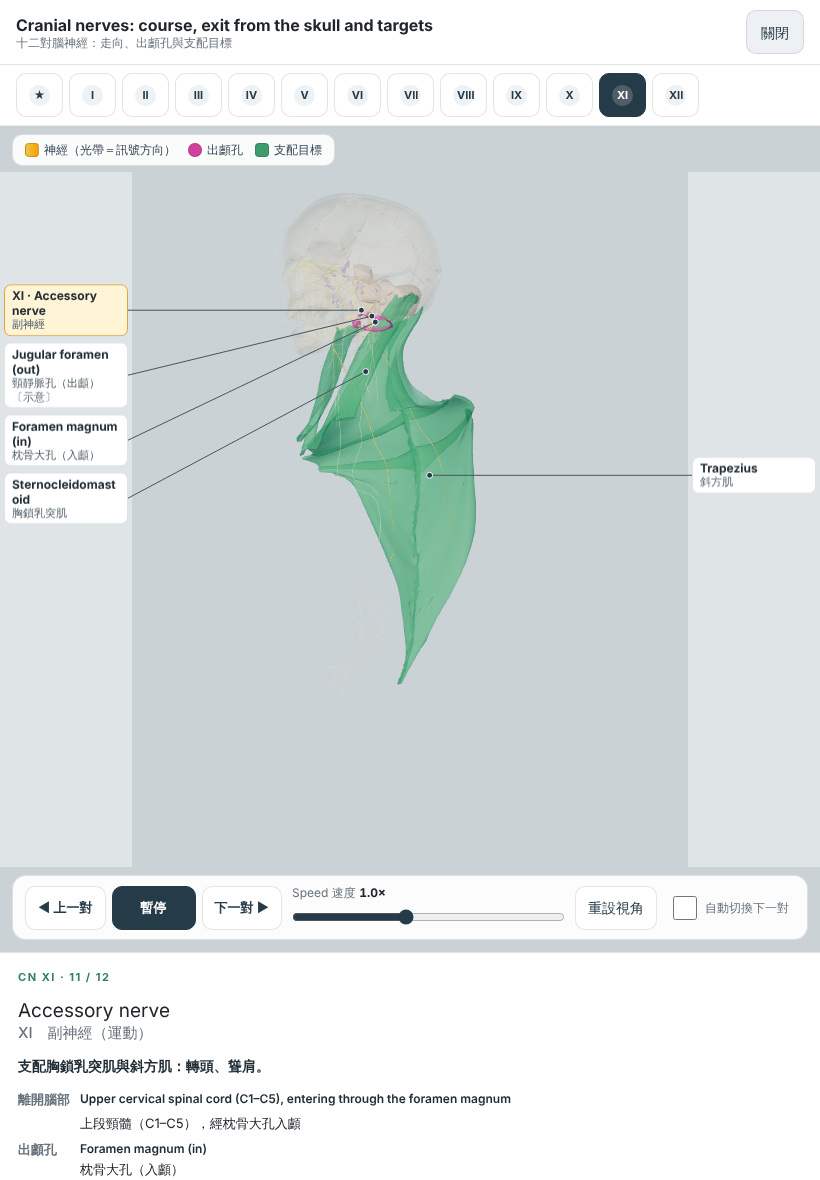 Cranial nerves: course, exit from the skull and targets
十二對腦神經：走向、出顱孔與支配目標
關閉
★
I
II
III
IV
V
VI
VII
VIII
IX
X
XI
XII
神經（光帶＝訊號方向）
出顱孔
支配目標
XI · Accessory
nerve
副神經
Jugular foramen
(out)
頸靜脈孔（出顱）
〔示意〕
Foramen magnum
(in)
枕骨大孔（入顱）
Sternocleidomast
oid
胸鎖乳突肌
Trapezius
斜方肌
◀ 上一對
暫停
下一對 ▶
Speed 速度 1.0×
重設視角
自動切換下一對
CN XI · 11 / 12
Accessory nerve
XI 副神經（運動）
支配胸鎖乳突肌與斜方肌：轉頭、聳肩。
離開腦部 Upper cervical spinal cord (C1–C5), entering through the foramen magnum
上段頸髓（C1–C5），經枕骨大孔入顱
出顱孔 Foramen magnum (in)
枕骨大孔（入顱）